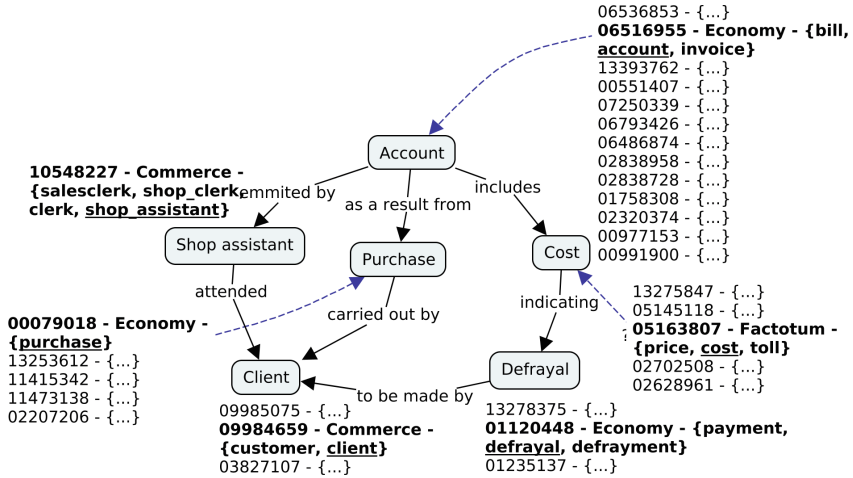 06536853 - {...}
06516955 - Economy - {bill,
account, invoice}
13393762 - {...}
00551407 - {...}
07250339 - {...}
06793426 - {...}
06486874 - {...}
02838958 - {...}
02838728 - {...}
01758308 - {...}
02320374 - {...}
00977153 - {...}
00991900 - {...}
Account
10548227 - Commerce -
{salesclerk, shop_clerk,
clerk, shop_assistant}
emmited by
as a result from
includes
Shop assistant
Purchase
Cost
attended
carried out by
indicating
13275847 - {...}
05145118 - {...}
05163807 - Factotum -
{price, cost, toll}
02702508 - {...}
02628961 - {...}
00079018 - Economy -
{purchase}
13253612 - {...}
11415342 - {...}
11473138 - {...}
02207206 - {...}
Client
to be made by
Defrayal
09985075 - {...}
09984659 - Commerce -
{customer, client}
03827107 - {...}
13278375 - {...}
01120448 - Economy - {payment,
defrayal, defrayment}
01235137 - {...}